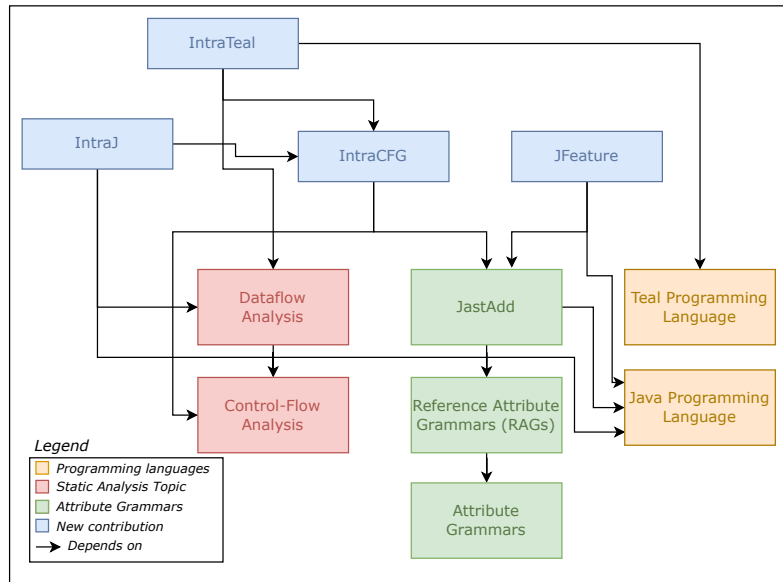 IntraTeal
IntraJ
IntraCFG
JFeature
Dataflow
Analysis
JastAdd
Teal Programming
Language
Control-Flow
Analysis
Reference Attribute
Grammars (RAGs)
Java Programming
Language
Attribute
Grammars
Legend
Programming languages
Static Analysis Topic
Attribute Grammars
New contribution
Depends on